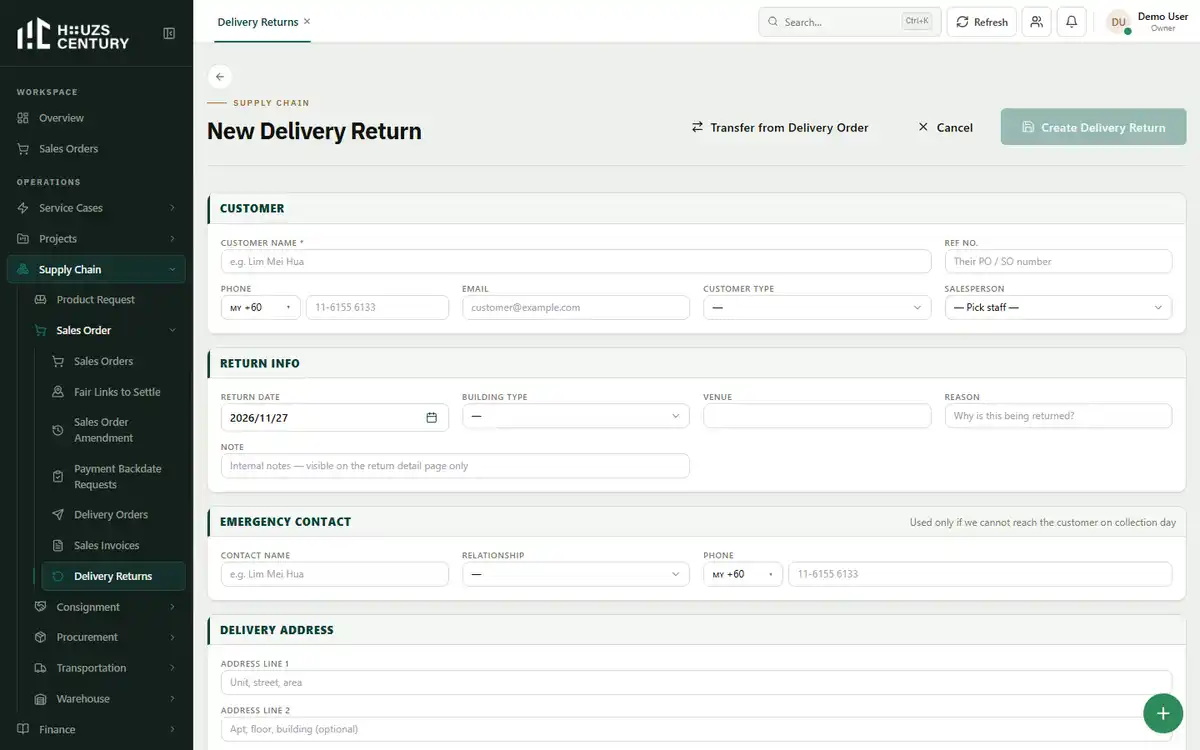 HOUZS
CENTURY
WORKSPACE
Overview
Sales Orders
OPERATIONS
Service Cases
Projects
Supply Chain
Product Request
Sales Order
Sales Orders
Fair Links to Settle
Sales Order
Amendment
Payment Backdate
Requests
Delivery Orders
Sales Invoices
Delivery Returns
Consignment
Procurement
Transportation
Warehouse
Finance
Delivery Returns ×
Search...
Ctrl+K
Refresh
DU
Demo User
Owner
SUPPLY CHAIN
New Delivery Return
Transfer from Delivery Order
Cancel
Create Delivery Return
CUSTOMER
CUSTOMER NAME *
REF NO.
e.g. Lim Mei Hua
Their PO / SO number
PHONE
EMAIL
CUSTOMER TYPE
SALESPERSON
MY +60
11-6155 6133
customer@example.com
—
— Pick staff —
RETURN INFO
RETURN DATE
BUILDING TYPE
VENUE
REASON
2026/11/27
—
Why is this being returned?
NOTE
Internal notes — visible on the return detail page only
EMERGENCY CONTACT
Used only if we cannot reach the customer on collection day
CONTACT NAME
RELATIONSHIP
PHONE
e.g. Lim Mei Hua
—
MY +60
11-6155 6133
DELIVERY ADDRESS
ADDRESS LINE 1
Unit, street, area
ADDRESS LINE 2
Apt, floor, building (optional)